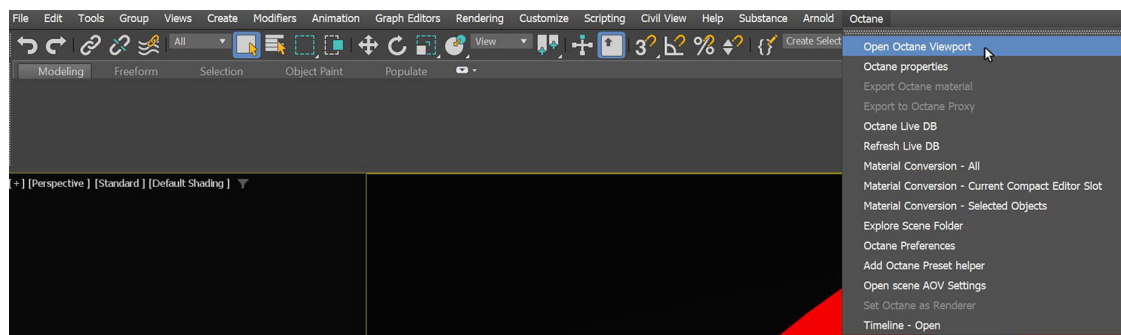 File Edit Tools Group Views Create Modifiers Animation Graph Editors Rendering Customize Scripting Civil View Help Substance Arnold Octane
All View 3 Create Select
Modeling Freeform Selection Object Paint Populate
[+] [Perspective ] [Standard ] [Default Shading ]
Open Octane Viewport
Octane properties
Export Octane material
Export to Octane Proxy
Octane Live DB
Refresh Live DB
Material Conversion - All
Material Conversion - Current Compact Editor Slot
Material Conversion - Selected Objects
Explore Scene Folder
Octane Preferences
Add Octane Preset helper
Open scene AOV Settings
Set Octane as Renderer
Timeline - Open